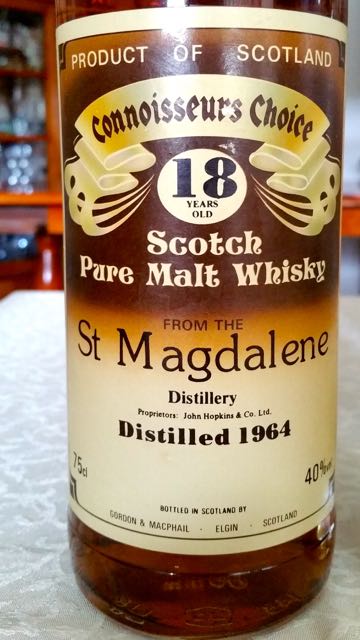 PRODUCT OF SCOTLAND
Connoisseurs Choice
18
YEARS
OLD
Scotch
Pure Malt Whisky
FROM THE
St Magdalene
Distillery
Proprietors: John Hopkins & Co. Ltd.
Distilled 1964
75cl
40%
BOTTLED IN SCOTLAND BY
GORDON & MACPHAIL · ELGIN · SCOTLAND